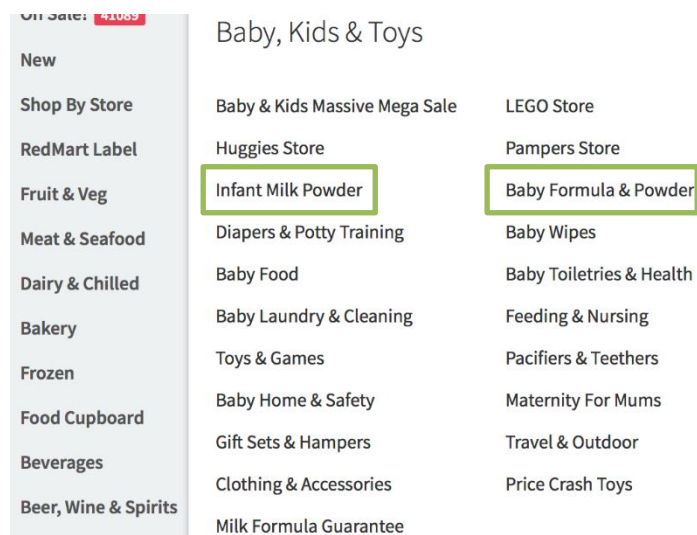 On Sale! 41089
New
Shop By Store
RedMart Label
Fruit & Veg
Meat & Seafood
Dairy & Chilled
Bakery
Frozen
Food Cupboard
Beverages
Beer, Wine & Spirits
Baby, Kids & Toys
Baby & Kids Massive Mega Sale
Huggies Store
Infant Milk Powder
Diapers & Potty Training
Baby Food
Baby Laundry & Cleaning
Toys & Games
Baby Home & Safety
Gift Sets & Hampers
Clothing & Accessories
Milk Formula Guarantee
LEGO Store
Pampers Store
Baby Formula & Powder
Baby Wipes
Baby Toiletries & Health
Feeding & Nursing
Pacifiers & Teethers
Maternity For Mums
Travel & Outdoor
Price Crash Toys